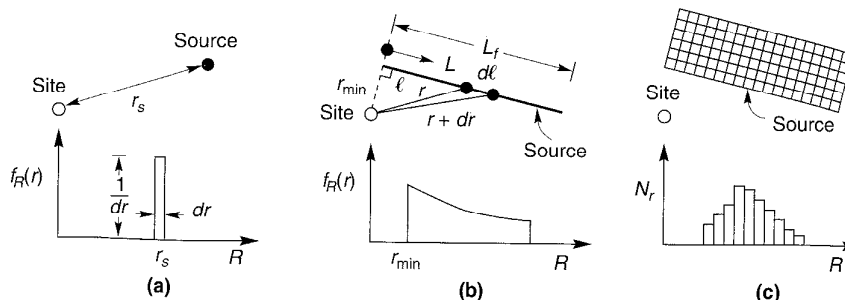 Source
Site
r_s
f_R(r)
1
dr
dr
r_s
R
(a)
L_f
L
dℓ
r_min
ℓ
r
Site
r + dr
Source
f_R(r)
r_min
R
(b)
Source
Site
N_r
R
(c)